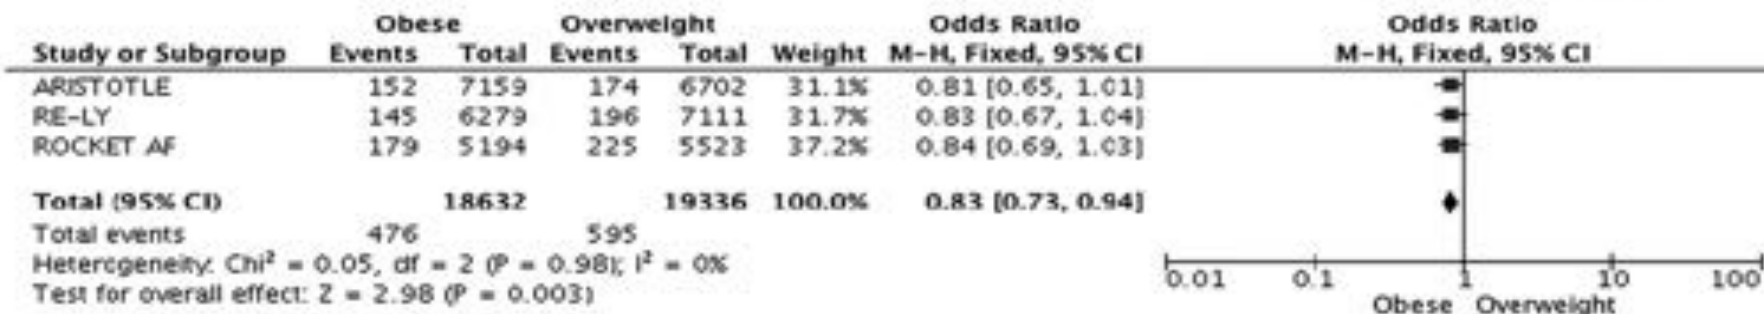 Obese Overweight Odds Ratio Odds Ratio
Study or Subgroup Events Total Events Total Weight M-H, Fixed, 95% CI M-H, Fixed, 95% CI
ARISTOTLE 152 7159 174 6702 31.1% 0.81 [0.65, 1.01]
RE-LY 145 6279 196 7111 31.7% 0.83 [0.67, 1.04]
ROCKET AF 179 5194 225 5523 37.2% 0.84 [0.69, 1.03]
Total (95% CI) 18632 19336 100.0% 0.83 [0.73, 0.94]
Total events 476 595
Heterogeneity: Chi² = 0.05, df = 2 (P = 0.98); I² = 0%
Test for overall effect: Z = 2.98 (P = 0.003)
0.01 0.1 1 10 100
Obese Overweight